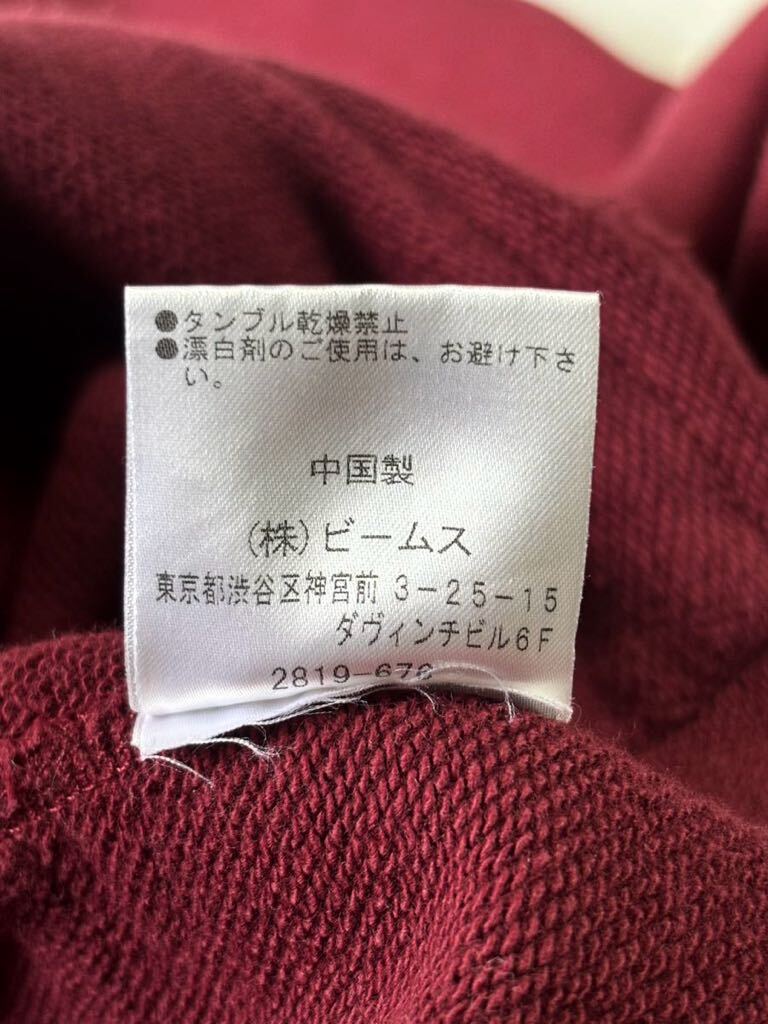 ●タンブル乾燥禁止
●漂白剤のご使用は、お避け下さ
い。
中国製
(株)ビームス
東京都渋谷区神宮前 3-25-15
ダヴィンチビル6F
2819-676